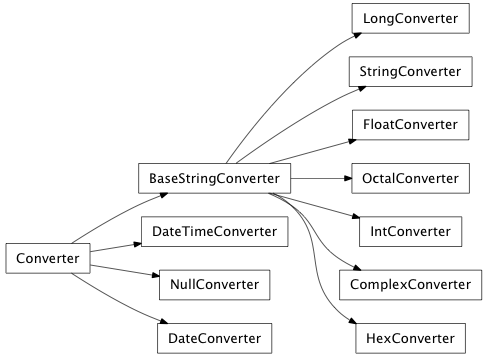 LongConverter
StringConverter
FloatConverter
BaseStringConverter
OctalConverter
DateTimeConverter
IntConverter
Converter
NullConverter
ComplexConverter
DateConverter
HexConverter